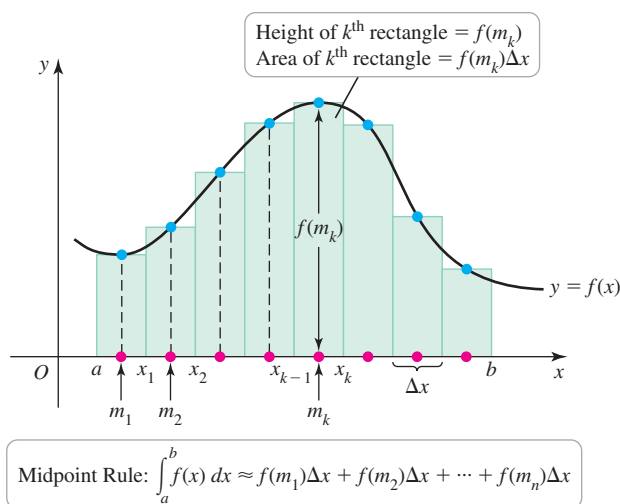 Height of kᵗʰ rectangle = f(mₖ)
Area of kᵗʰ rectangle = f(mₖ)Δx
y
f(mₖ)
y = f(x)
O a x₁ x₂ xₖ₋₁ xₖ Δx b x
m₁ m₂ mₖ
Midpoint Rule: ∫ₐᵇ f(x) dx ≈ f(m₁)Δx + f(m₂)Δx + ··· + f(mₙ)Δx